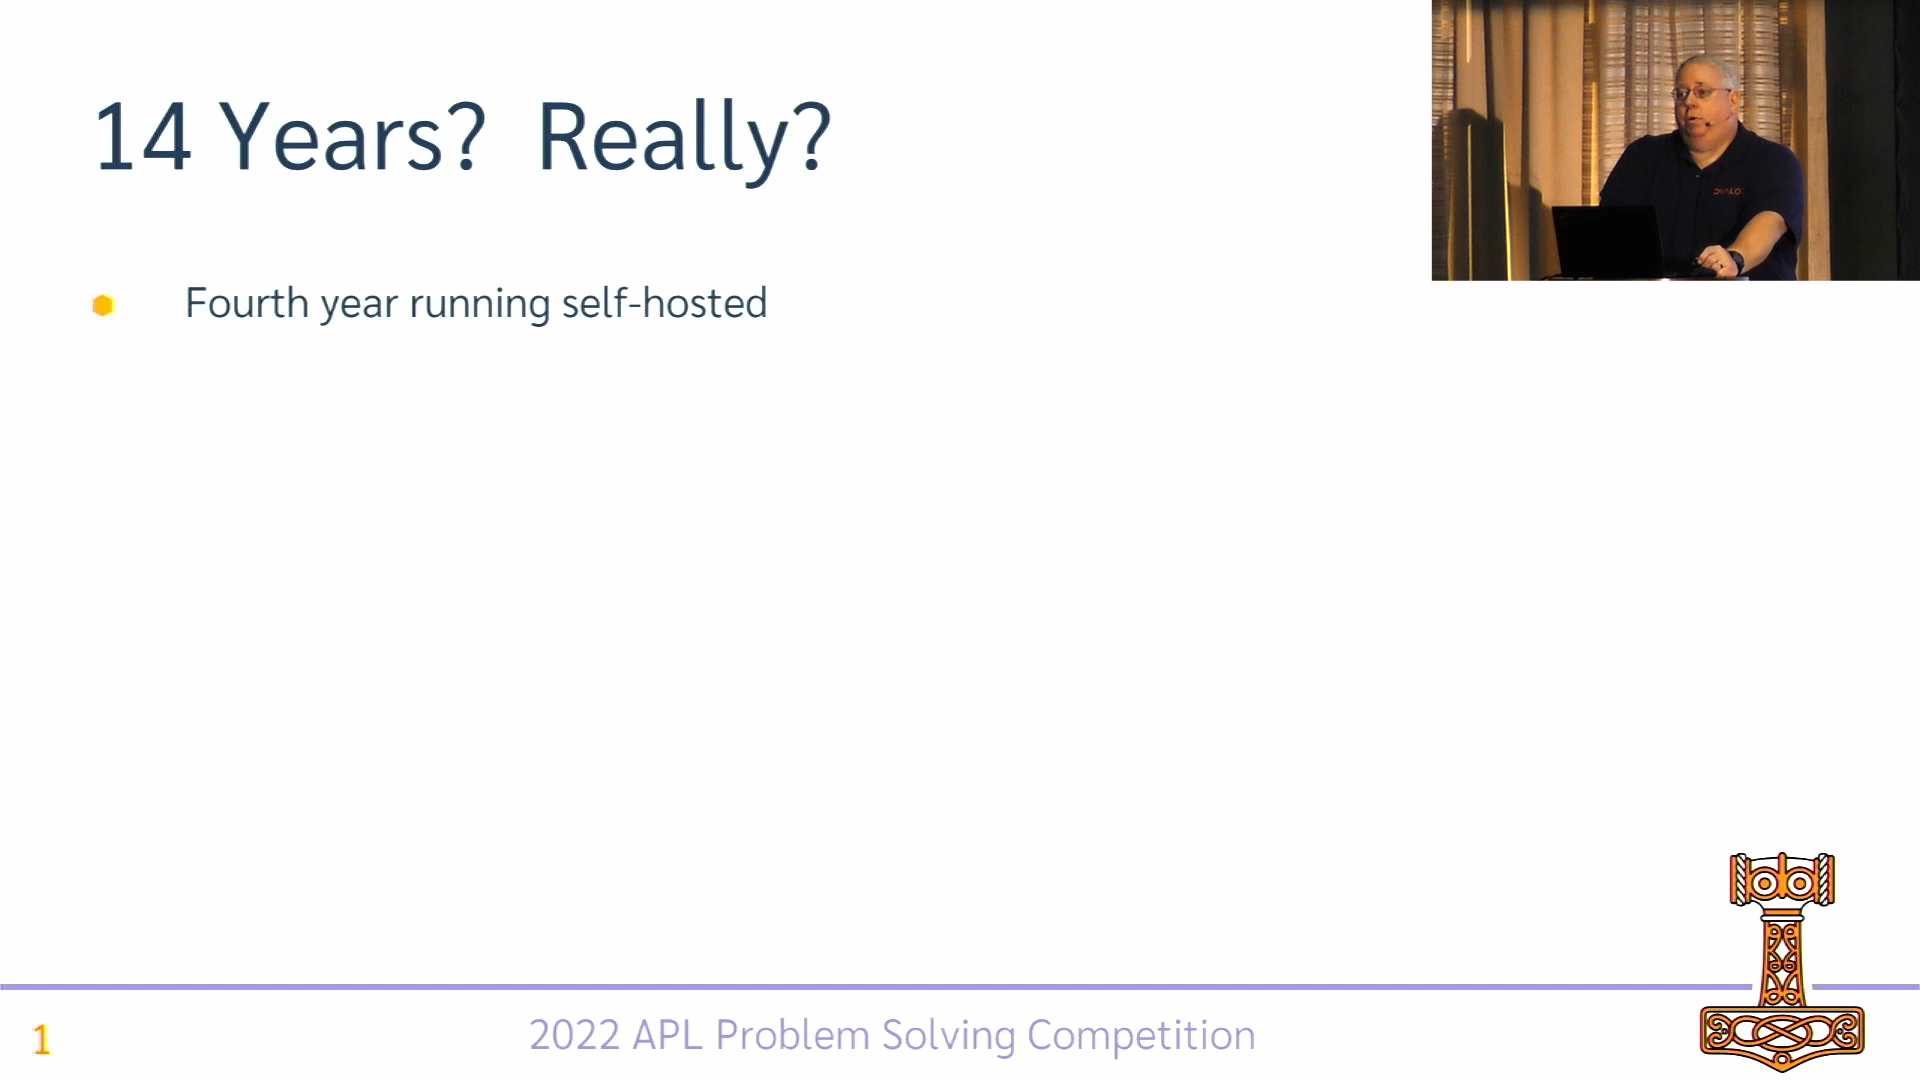 14 Years? Really?
Fourth year running self-hosted
1
2022 APL Problem Solving Competition